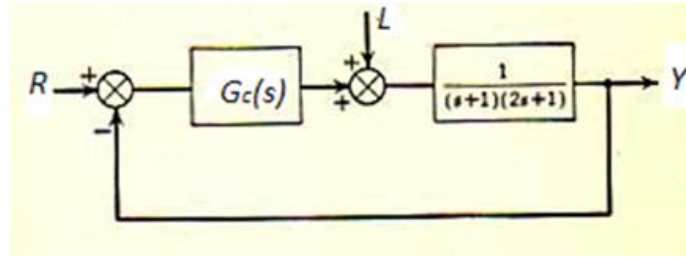 L
R + Gc(s) + + 1 Y
(s+1)(2s+1)
−